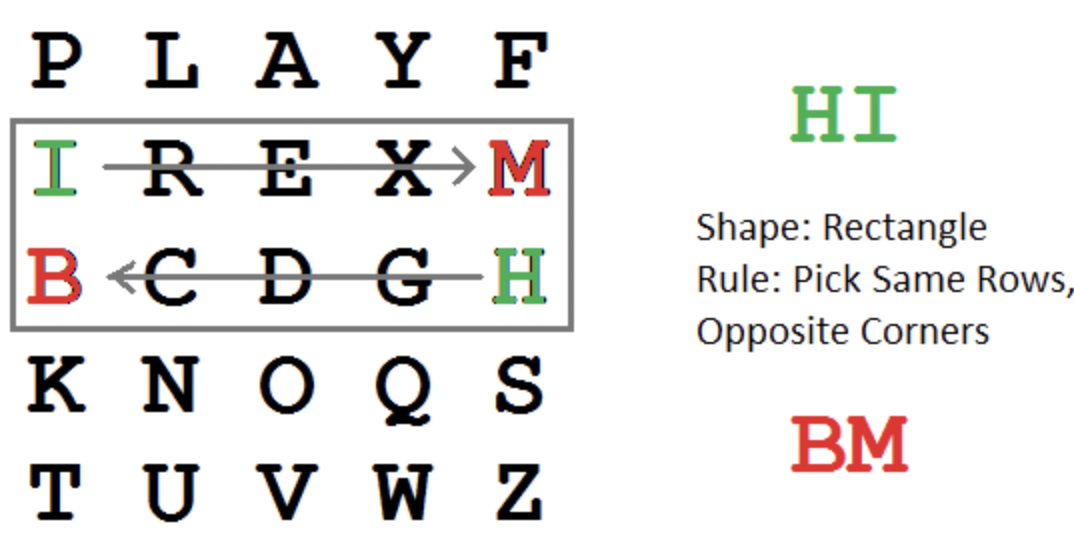 P L A Y F
I R E X M
B C D G H
K N O Q S
T U V W Z
HI
Shape: Rectangle
Rule: Pick Same Rows,
Opposite Corners
BM